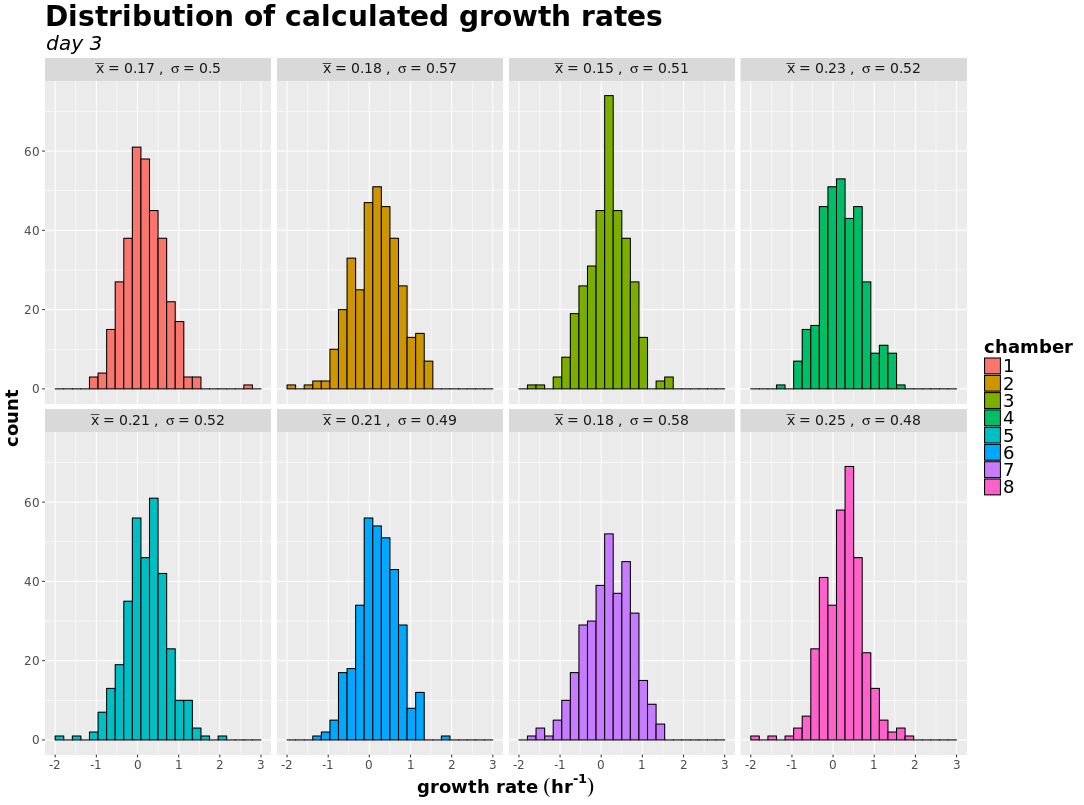 Distribution of calculated growth rates
day 3
x̅ = 0.17 , σ = 0.5
x̅ = 0.18 , σ = 0.57
x̅ = 0.15 , σ = 0.51
x̅ = 0.23 , σ = 0.52
60
40
20
0
x̅ = 0.21 , σ = 0.52
x̅ = 0.21 , σ = 0.49
x̅ = 0.18 , σ = 0.58
x̅ = 0.25 , σ = 0.48
60
40
20
0
-2 -1 0 1 2 3
-2 -1 0 1 2 3
-2 -1 0 1 2 3
-2 -1 0 1 2 3
count
growth rate (hr⁻¹)
chamber
1
2
3
4
5
6
7
8